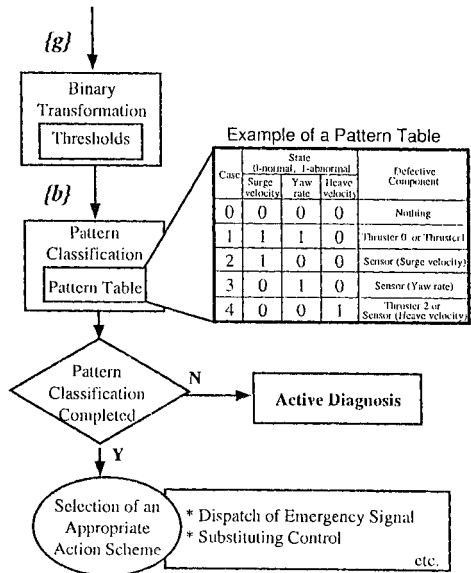 {g}
Binary
Transformation
Thresholds
{b}
Pattern
Classification
Pattern Table
Example of a Pattern Table
Case
State
0-normal, 1-abnormal
Defective
Component
Surge
velocity
Yaw
rate
Heave
velocity
0 0 0 0 Nothing
1 1 1 0 Thruster 0 or Thruster1
2 1 0 0 Sensor (Surge velocity)
3 0 1 0 Sensor (Yaw rate)
4 0 0 1 Thruster 2 or
Sensor (Heave velocity)
Pattern
Classification
Completed
N
Active Diagnosis
Y
Selection of an
Appropriate
Action Scheme
* Dispatch of Emergency Signal
* Substituting Control
etc.